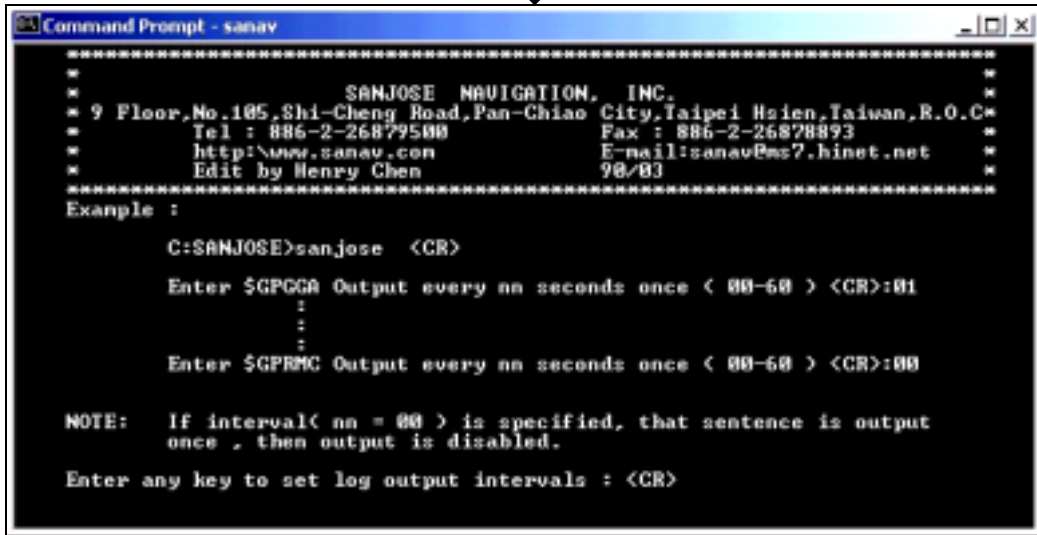 Command Prompt - sanav
*****************************************************************************
* *
* SANJOSE NAVIGATION, INC. *
* 9 Floor,No.105,Shi-Cheng Road,Pan-Chiao City,Taipei Hsien,Taiwan,R.O.C*
* Tel : 886-2-26879500 Fax : 886-2-26878893 *
* http:\www.sanav.com E-mail:sanav@ms7.hinet.net *
* Edit by Henry Chen 90/03 *
*****************************************************************************
Example :
C:SANJOSE>sanjose <CR>
Enter $GPGGA Output every nn seconds once ( 00-60 ) <CR>:01
:
:
:
Enter $GPRMC Output every nn seconds once ( 00-60 ) <CR>:00
NOTE: If interval( nn = 00 ) is specified, that sentence is output
once , then output is disabled.
Enter any key to set log output intervals : <CR>